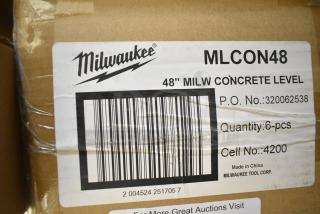 Milwaukee
MLCON48
48" MILW CONCRETE LEVEL
P.O. No.:320062538
Quantity:6-pcs
Cell No.:4200
Made in China
MILWAUKEE TOOL CORP.
2 004524 251705 7
For More Great Auctions Visit